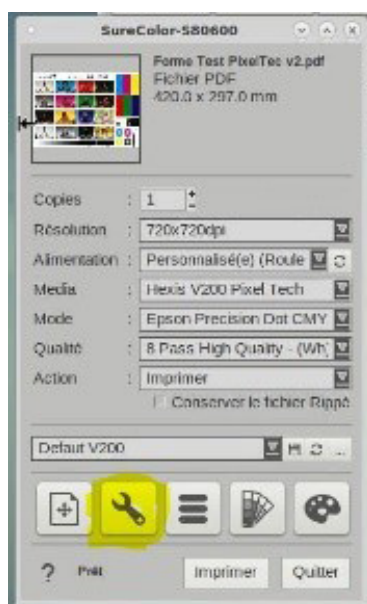 SureColor-S80600
Forme Test PixelTec v2.pdf
Fichier PDF
420.0 x 297.0 mm
Copies : 1
Résolution : 720x720dpi
Alimentation : Personnalisé(e) (Roule
Media : Hexis V200 Pixel Tech
Mode : Epson Precision Dot CMY
Qualité : 8 Pass High Quality - (Wh
Action : Imprimer
Conserver le fichier Rippé
Defaut V200
...
? Prêt
Imprimer
Quitter